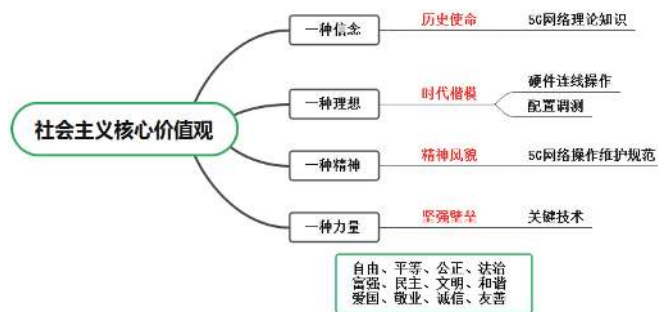 社会主义核心价值观
一种信念
历史使命
5G网络理论知识
一种理想
时代楷模
硬件连线操作
配置调测
一种精神
精神风貌
5G网络操作维护规范
一种力量
坚强壁垒
关键技术
自由、平等、公正、法治
富强、民主、文明、和谐
爱国、敬业、诚信、友善